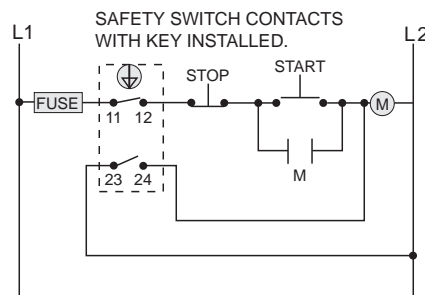 SAFETY SWITCH CONTACTS
WITH KEY INSTALLED.
L1
L2
STOP
START
FUSE
11 12
M
M
23 24